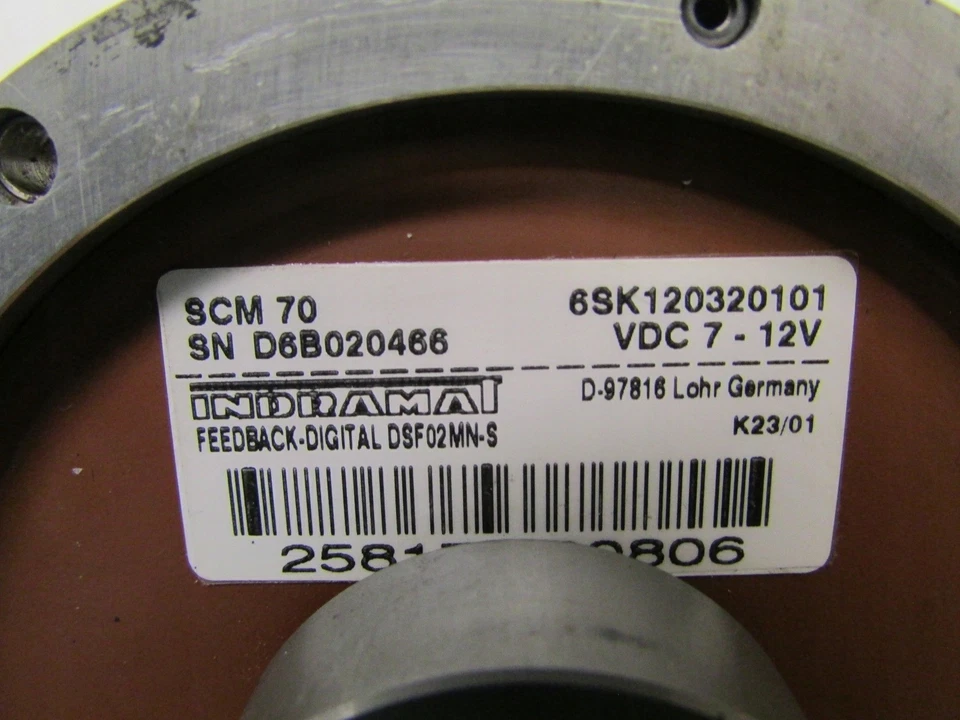 SCM 70 6SK120320101
SN D6B020466 VDC 7 - 12V
INDRAMAT D-97816 Lohr Germany
FEEDBACK-DIGITAL DSF02MN-S K23/01